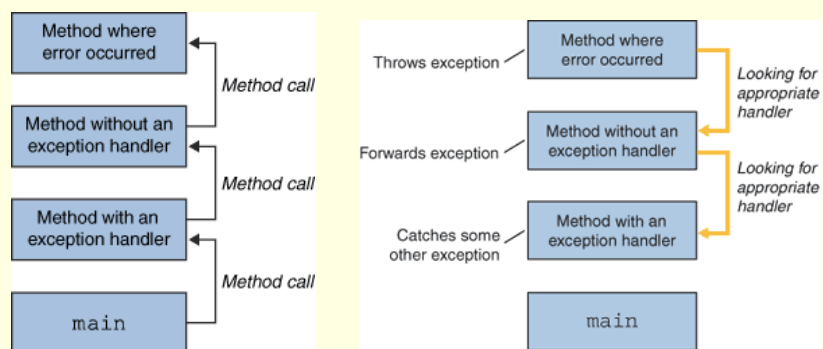 Method where
error occurred
Method call
Method without an
exception handler
Method call
Method with an
exception handler
Method call
main
Throws exception
Method where
error occurred
Looking for
appropriate
handler
Forwards exception
Method without an
exception handler
Looking for
appropriate
handler
Catches some
other exception
Method with an
exception handler
main